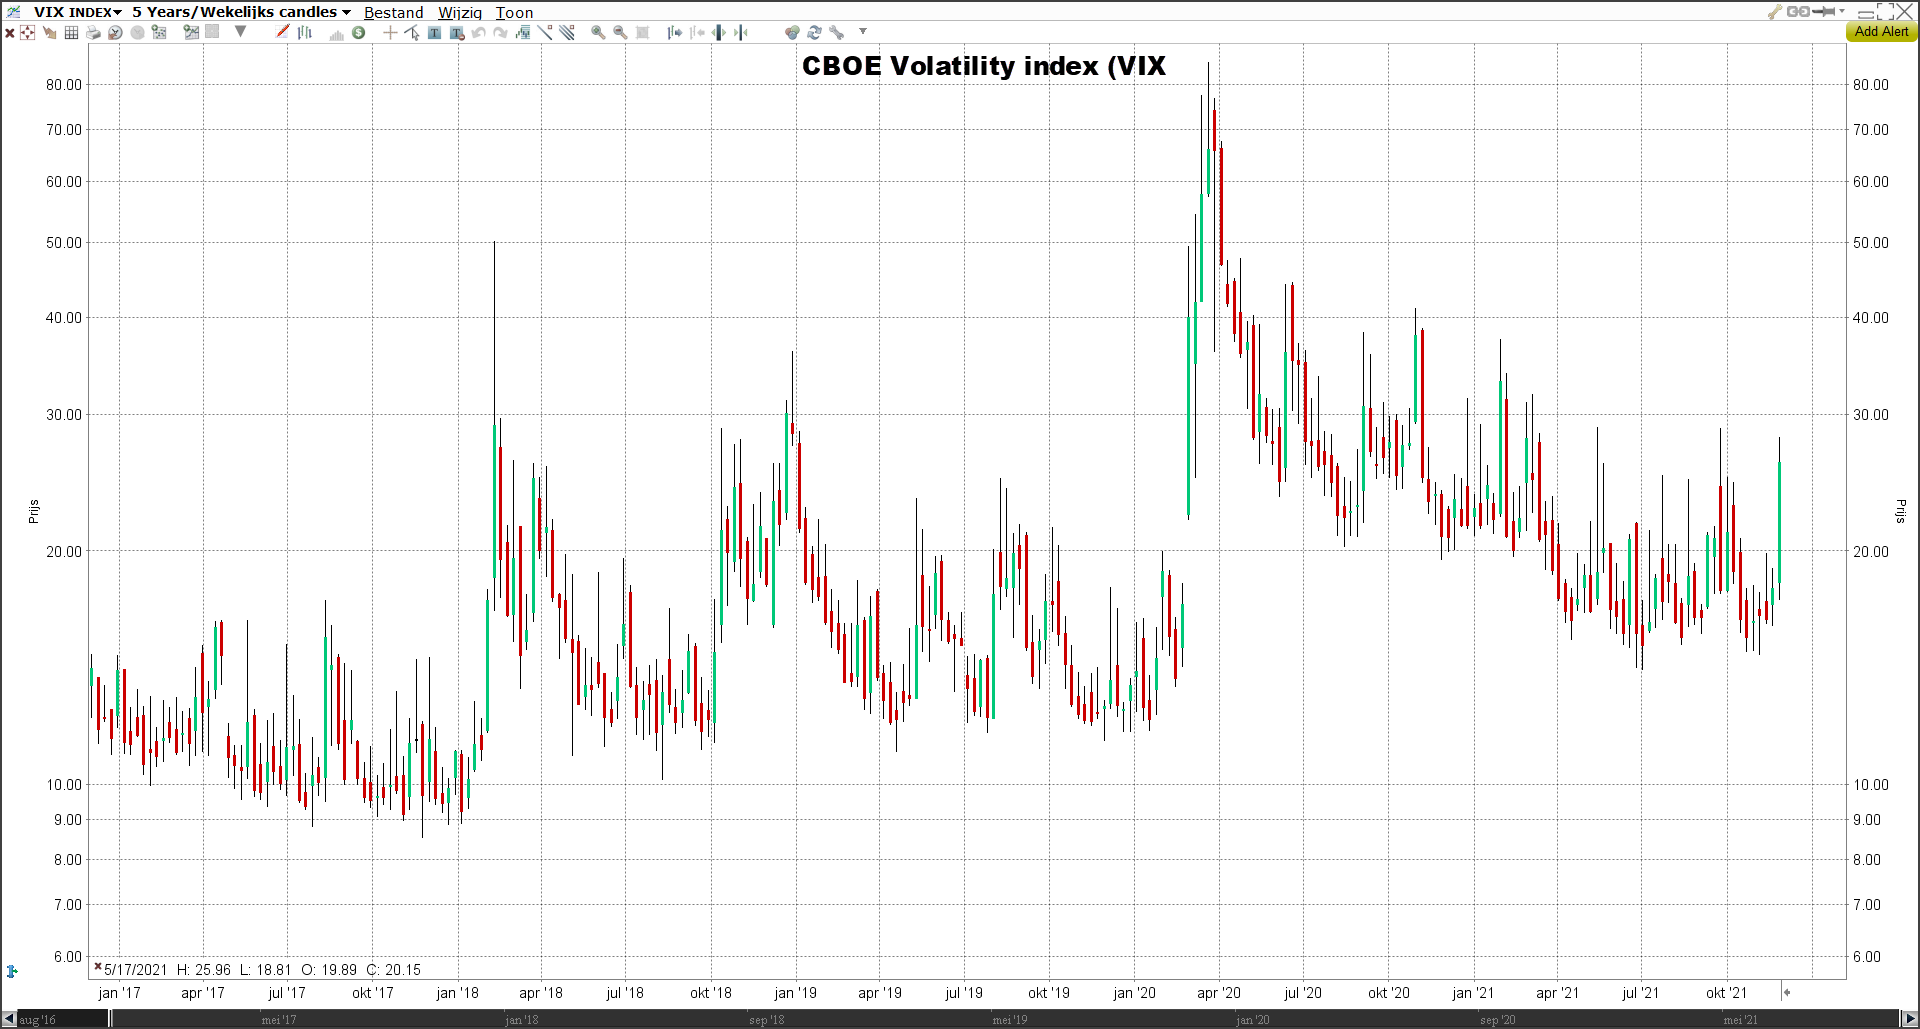 VIX INDEX 5 Years/Wekelijks candles Bestand Wijzig Toon
Add Alert
CBOE Volatility index (VIX
80.00 80.00
70.00 70.00
60.00 60.00
50.00 50.00
40.00 40.00
30.00 30.00
Prijs Prijs
20.00 20.00
10.00 10.00
9.00 9.00
8.00 8.00
7.00 7.00
6.00 6.00
5/17/2021 H: 25.96 L: 18.81 O: 19.89 C: 20.15
jan '17 apr '17 jul '17 okt '17 jan '18 apr '18 jul '18 okt '18 jan '19 apr '19 jul '19 okt '19 jan '20 apr '20 jul '20 okt '20 jan '21 apr '21 jul '21 okt '21
aug '16 mei '17 jan '18 sep '18 mei '19 jan '20 sep '20 mei '21